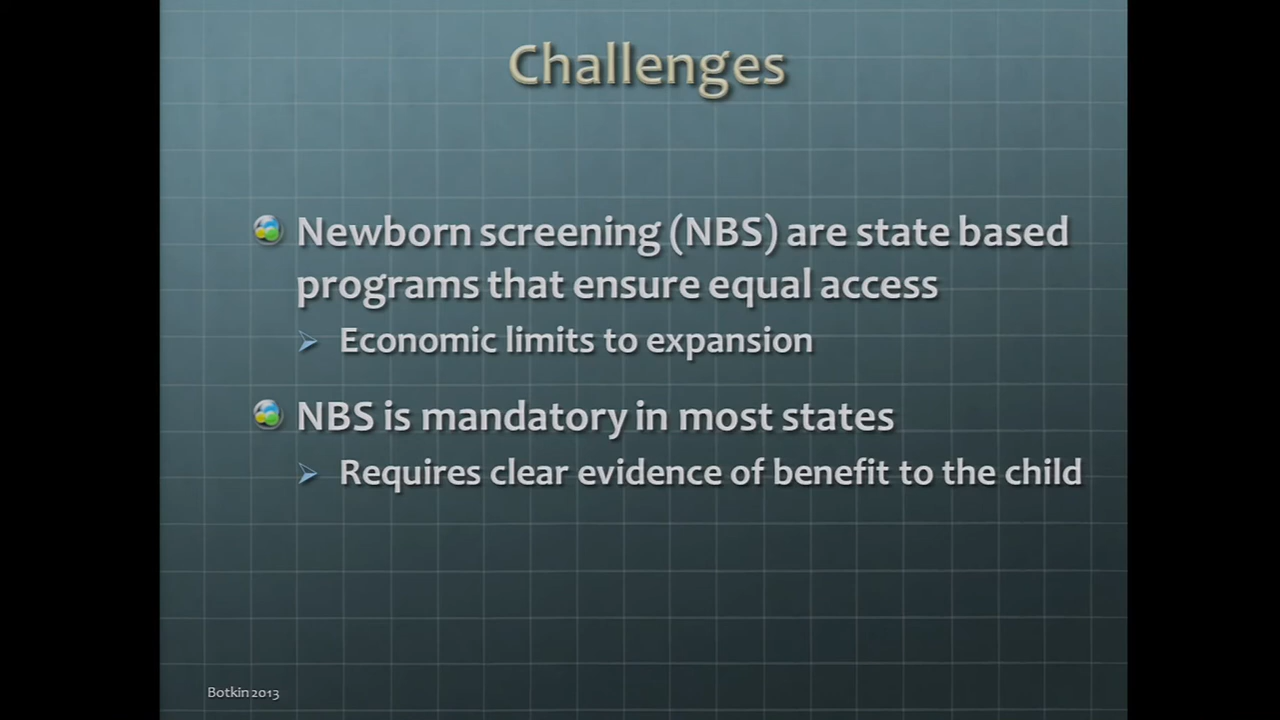 Challenges
Newborn screening (NBS) are state based
programs that ensure equal access
Economic limits to expansion
NBS is mandatory in most states
Requires clear evidence of benefit to the child
Botkin 2013